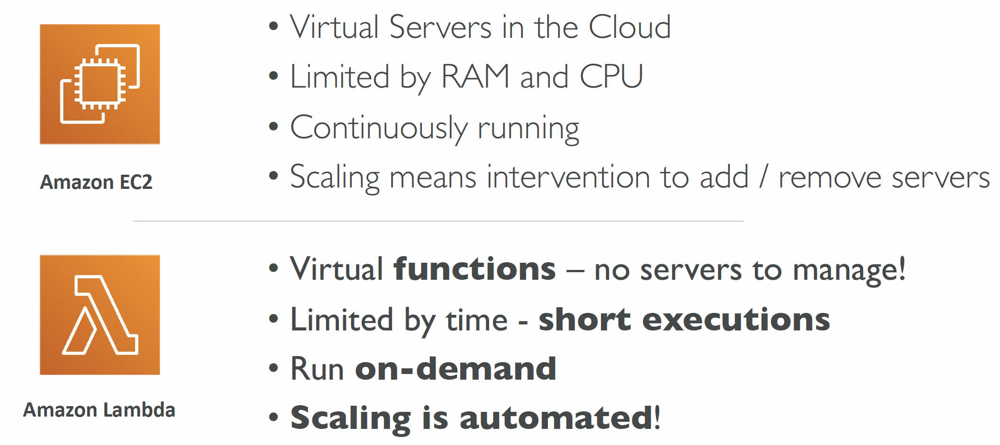 • Virtual Servers in the Cloud
• Limited by RAM and CPU
• Continuously running
• Scaling means intervention to add / remove servers
Amazon EC2
• Virtual functions – no servers to manage!
• Limited by time - short executions
• Run on-demand
• Scaling is automated!
Amazon Lambda